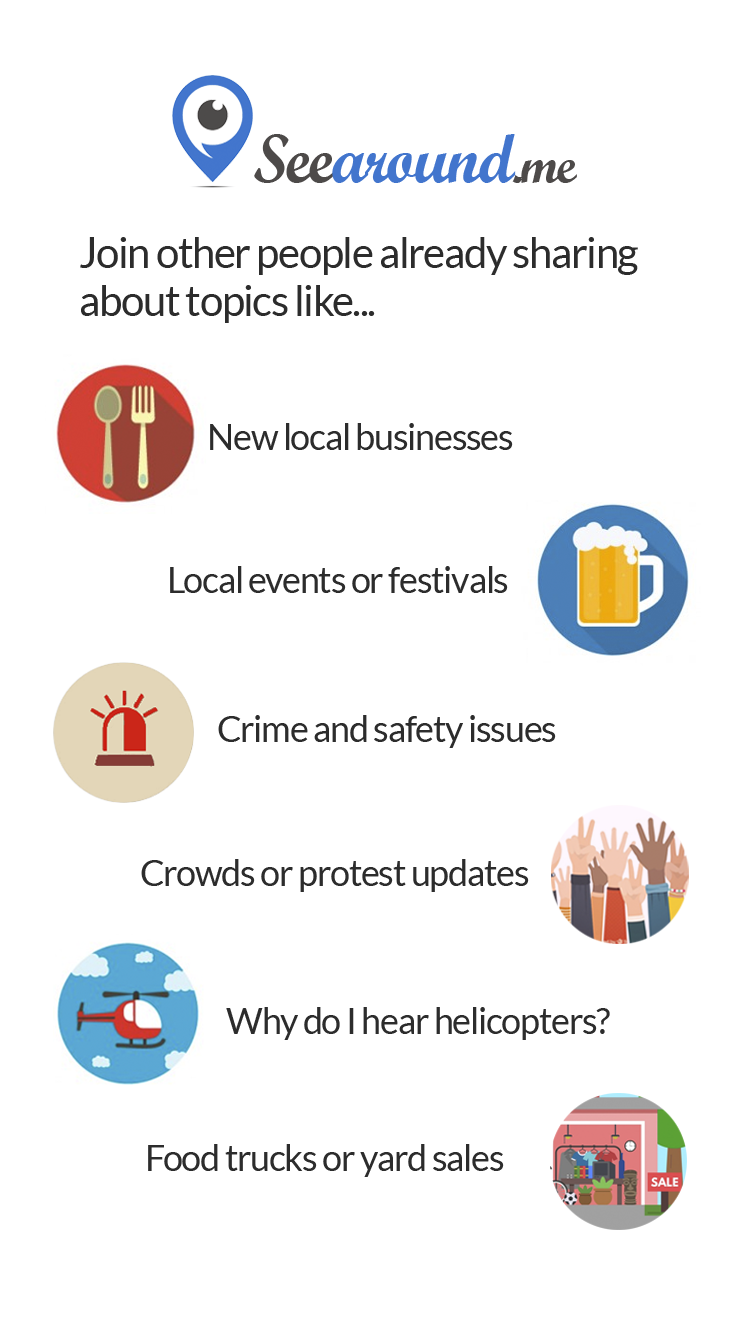 Seearound.me
Join other people already sharing
about topics like...
New local businesses
Local events or festivals
Crime and safety issues
Crowds or protest updates
Why do I hear helicopters?
Food trucks or yard sales
SALE